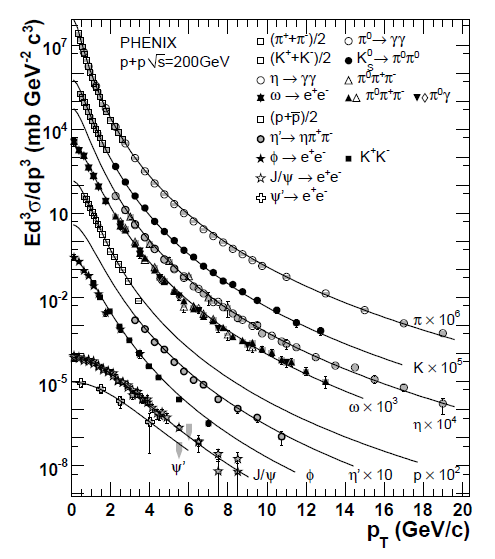 Ed³σ/dp³ (mb GeV⁻² c³)
10⁷
10⁴
10
10⁻²
10⁻⁵
10⁻⁸
PHENIX
p+p √s=200GeV
(π⁺+π⁻)/2
π⁰→γγ
(K⁺+K⁻)/2
K⁰S→π⁰π⁰
η→γγ
π⁰π⁺π⁻
ω→e⁺e⁻
π⁰π⁺π⁻
π⁰γ
(p+p̅)/2
η'→ηπ⁺π⁻
φ→e⁺e⁻
K⁺K⁻
J/ψ→e⁺e⁻
ψ'→e⁺e⁻
π×10⁶
K×10⁵
ω×10³
η×10⁴
ψ'
J/ψ
φ
η'×10
p×10²
0 2 4 6 8 10 12 14 16 18 20
pT (GeV/c)